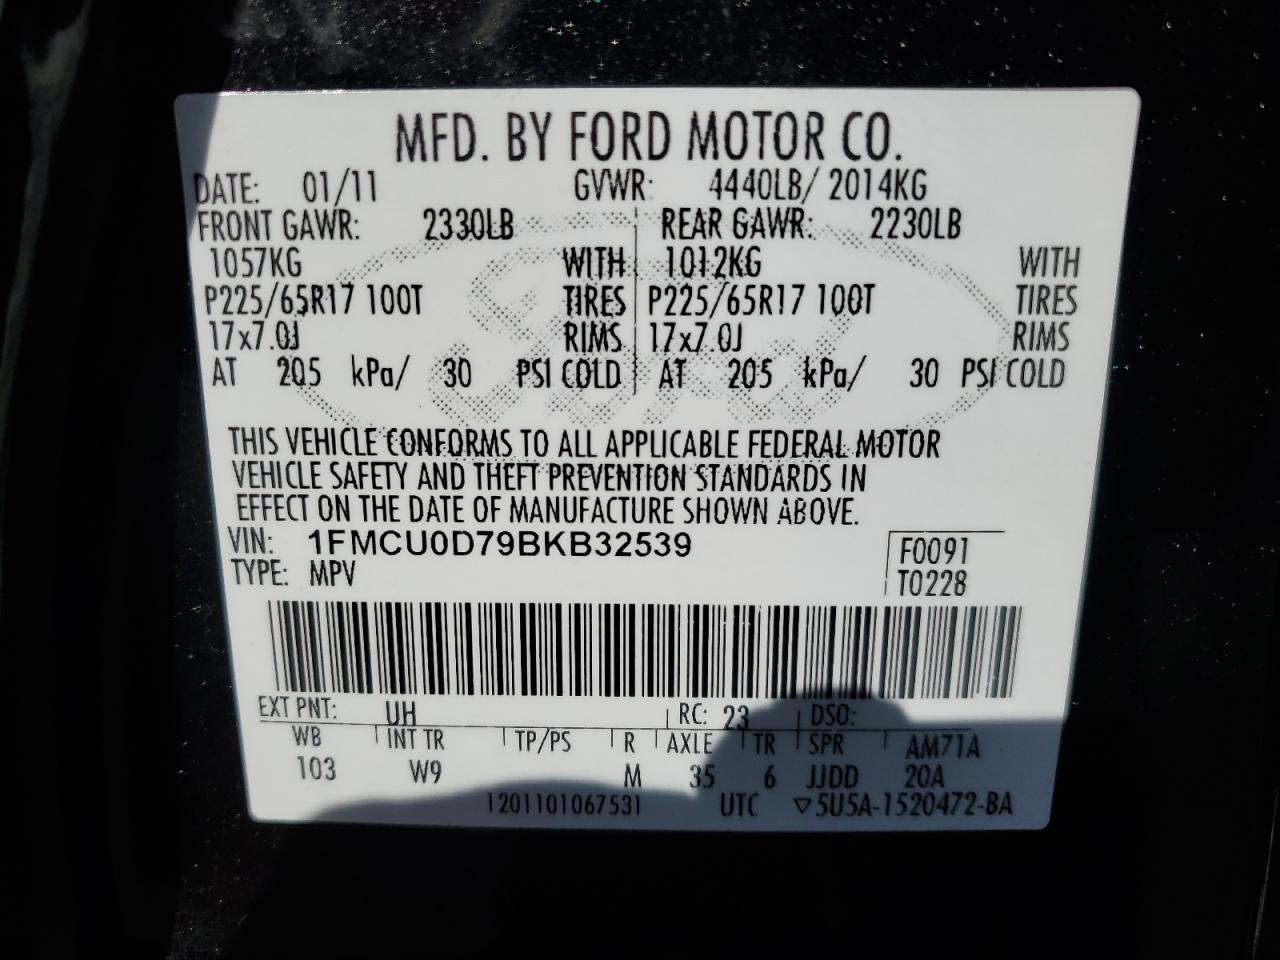 MFD. BY FORD MOTOR CO.
DATE: 01/11 GVWR: 4440LB/ 2014KG
FRONT GAWR: 2330LB REAR GAWR: 2230LB
1057KG WITH 1012KG WITH
P225/65R17 100T TIRES P225/65R17 100T TIRES
17x7.0J RIMS 17x7.0J RIMS
AT 205 kPa/ 30 PSI COLD AT 205 kPa/ 30 PSI COLD
Ford
THIS VEHICLE CONFORMS TO ALL APPLICABLE FEDERAL MOTOR
VEHICLE SAFETY AND THEFT PREVENTION STANDARDS IN
EFFECT ON THE DATE OF MANUFACTURE SHOWN ABOVE.
VIN: 1FMCU0D79BKB32539
TYPE: MPV
F0091
T0228
EXT PNT: UH RC: 23 DSO:
WB INT TR TP/PS R AXLE TR SPR AM71A
103 W9 M 35 6 JJDD 20A
1201101067531 UTC ▽5U5A-1520472-BA